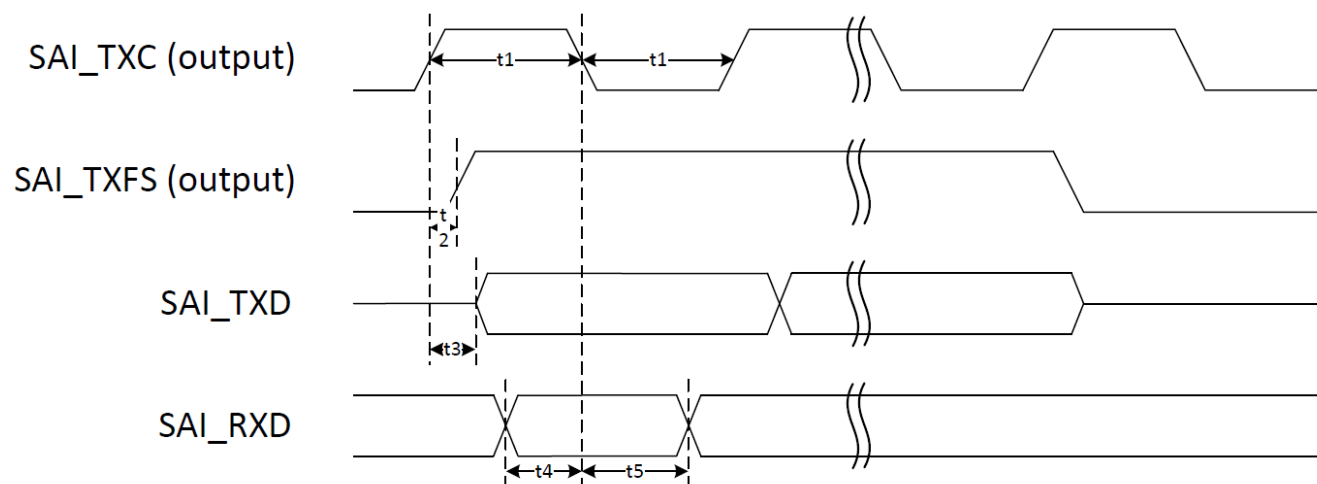 SAI_TXC (output)
t1
t1
SAI_TXFS (output)
t
2
SAI_TXD
t3
SAI_RXD
t4
t5